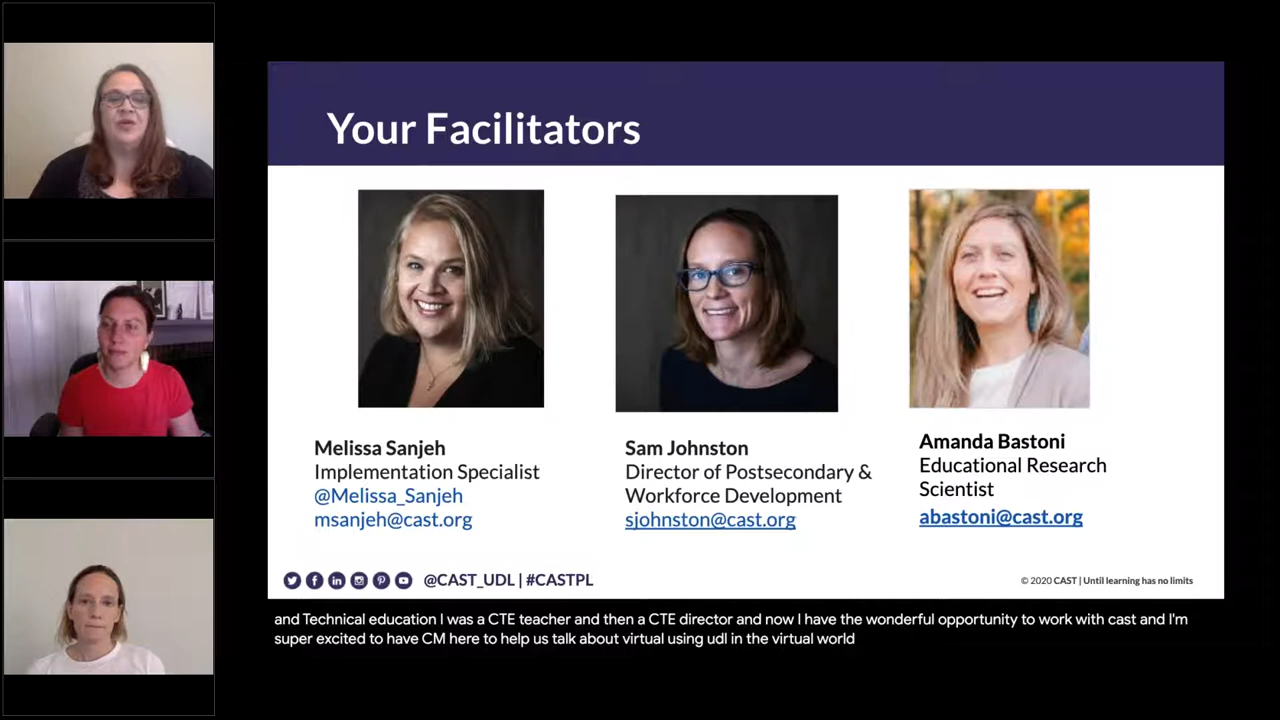 Your Facilitators
Melissa Sanjeh
Implementation Specialist
@Melissa_Sanjeh
msanjeh@cast.org
Sam Johnston
Director of Postsecondary &
Workforce Development
sjohnston@cast.org
Amanda Bastoni
Educational Research
Scientist
abastoni@cast.org
@CAST_UDL | #CASTPL
© 2020 CAST | Until learning has no limits
and Technical education I was a CTE teacher and then a CTE director and now I have the wonderful opportunity to work with cast and I'm
super excited to have CM here to help us talk about virtual using udl in the virtual world